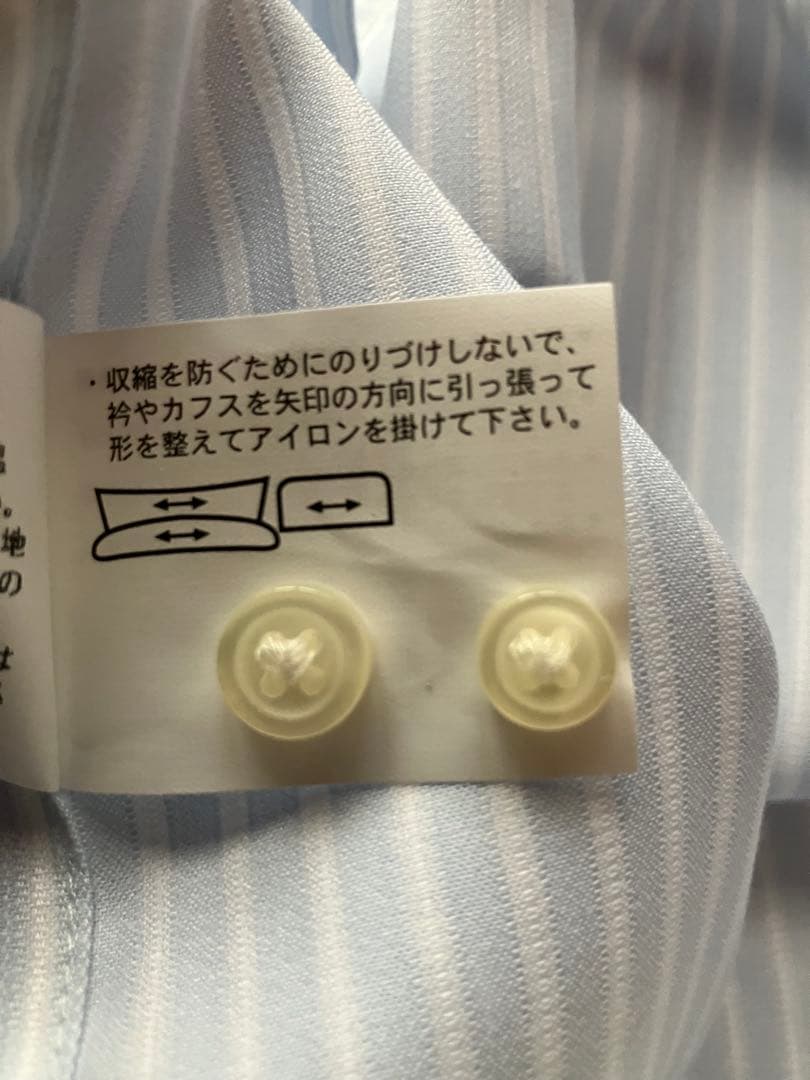 ・収縮を防ぐためにのりづけしないで、
衿やカフスを矢印の方向に引っ張って
形を整えてアイロンを掛けて下さい。
。
地
の